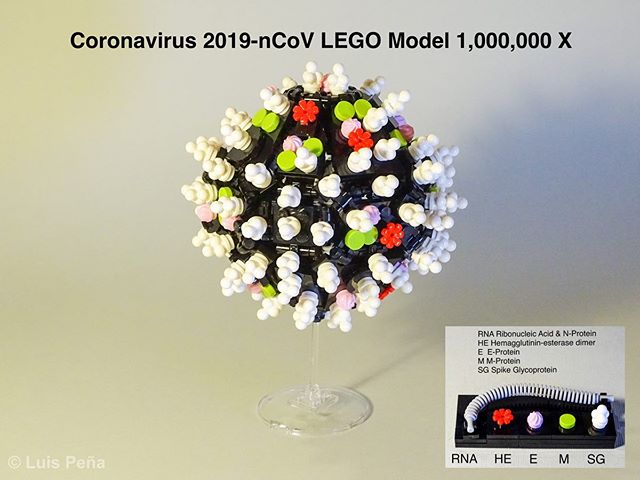 Coronavirus 2019-nCoV LEGO Model 1,000,000 X
RNA Ribonucleic Acid & N-Protein
HE Hemagglutinin-esterase dimer
E E-Protein
M M-Protein
SG Spike Glycoprotein
RNA HE E M SG
© Luis Peña